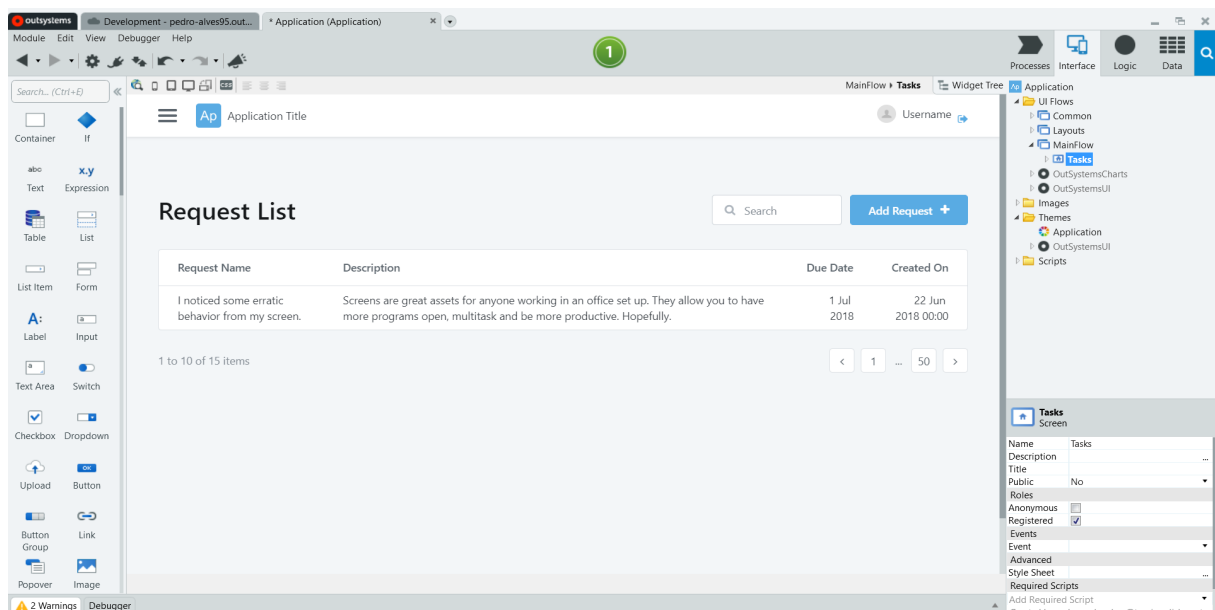 outsystems
Development - pedro-alves95.out...
* Application (Application)
Module Edit View Debugger Help
1
Processes Interface Logic Data
Search... (Ctrl+E)
MainFlow Tasks
Widget Tree
Container If
abc x.y
Text Expression
Table List
List Item Form
A:
Label Input
Text Area Switch
Checkbox Dropdown
OK
Upload Button
Button Group Link
Popover Image
Ap Application Title
Username
Request List
Search
Add Request +
Request Name Description Due Date Created On
I noticed some erratic Screens are great assets for anyone working in an office set up. They allow you to have 1 Jul 22 Jun
behavior from my screen. more programs open, multitask and be more productive. Hopefully. 2018 2018 00:00
1 to 10 of 15 items
< 1 ... 50 >
Application
UI Flows
Common
Layouts
MainFlow
Tasks
OutSystemsCharts
OutSystemsUI
Images
Themes
Application
OutSystemsUI
Scripts
Tasks
Screen
Name Tasks
Description ...
Title
Public No
Roles
Anonymous
Registered
Events
Event
Advanced
Style Sheet ...
Required Scripts
Add Required Script
2 Warnings Debugger